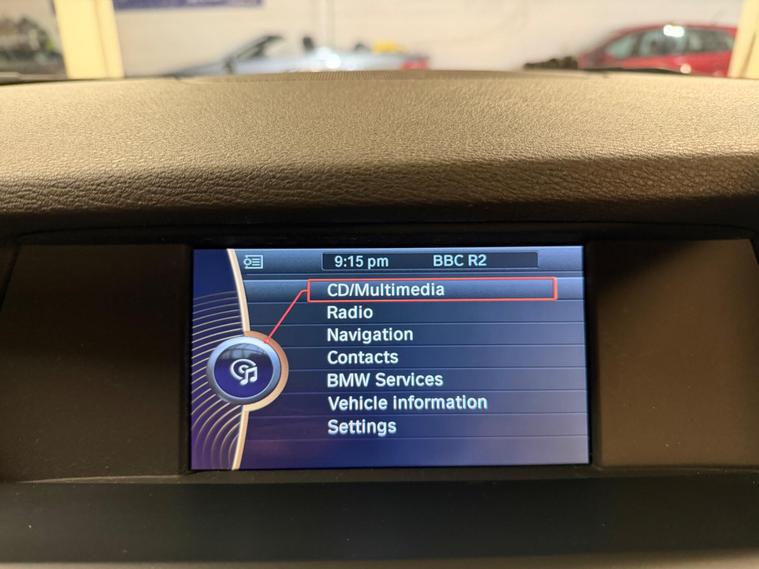 9:15 pm BBC R2
CD/Multimedia
Radio
Navigation
Contacts
BMW Services
Vehicle information
Settings